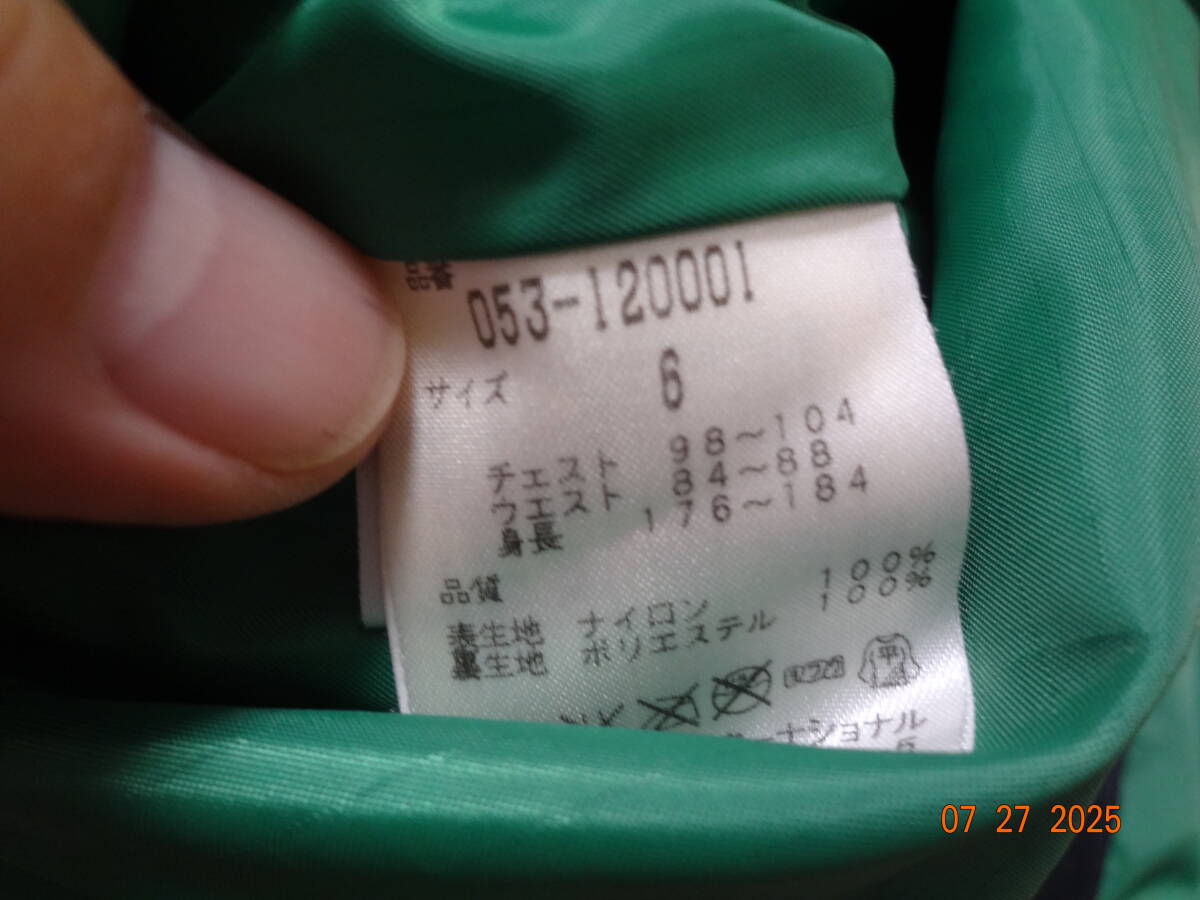 品番 053-120001
サイズ 6
チェスト 98～104
ウエスト 84～88
身長 176～184
品質
表生地 ナイロン 100%
裏生地 ポリエステル 100%
平
ナショナル
07 27 2025